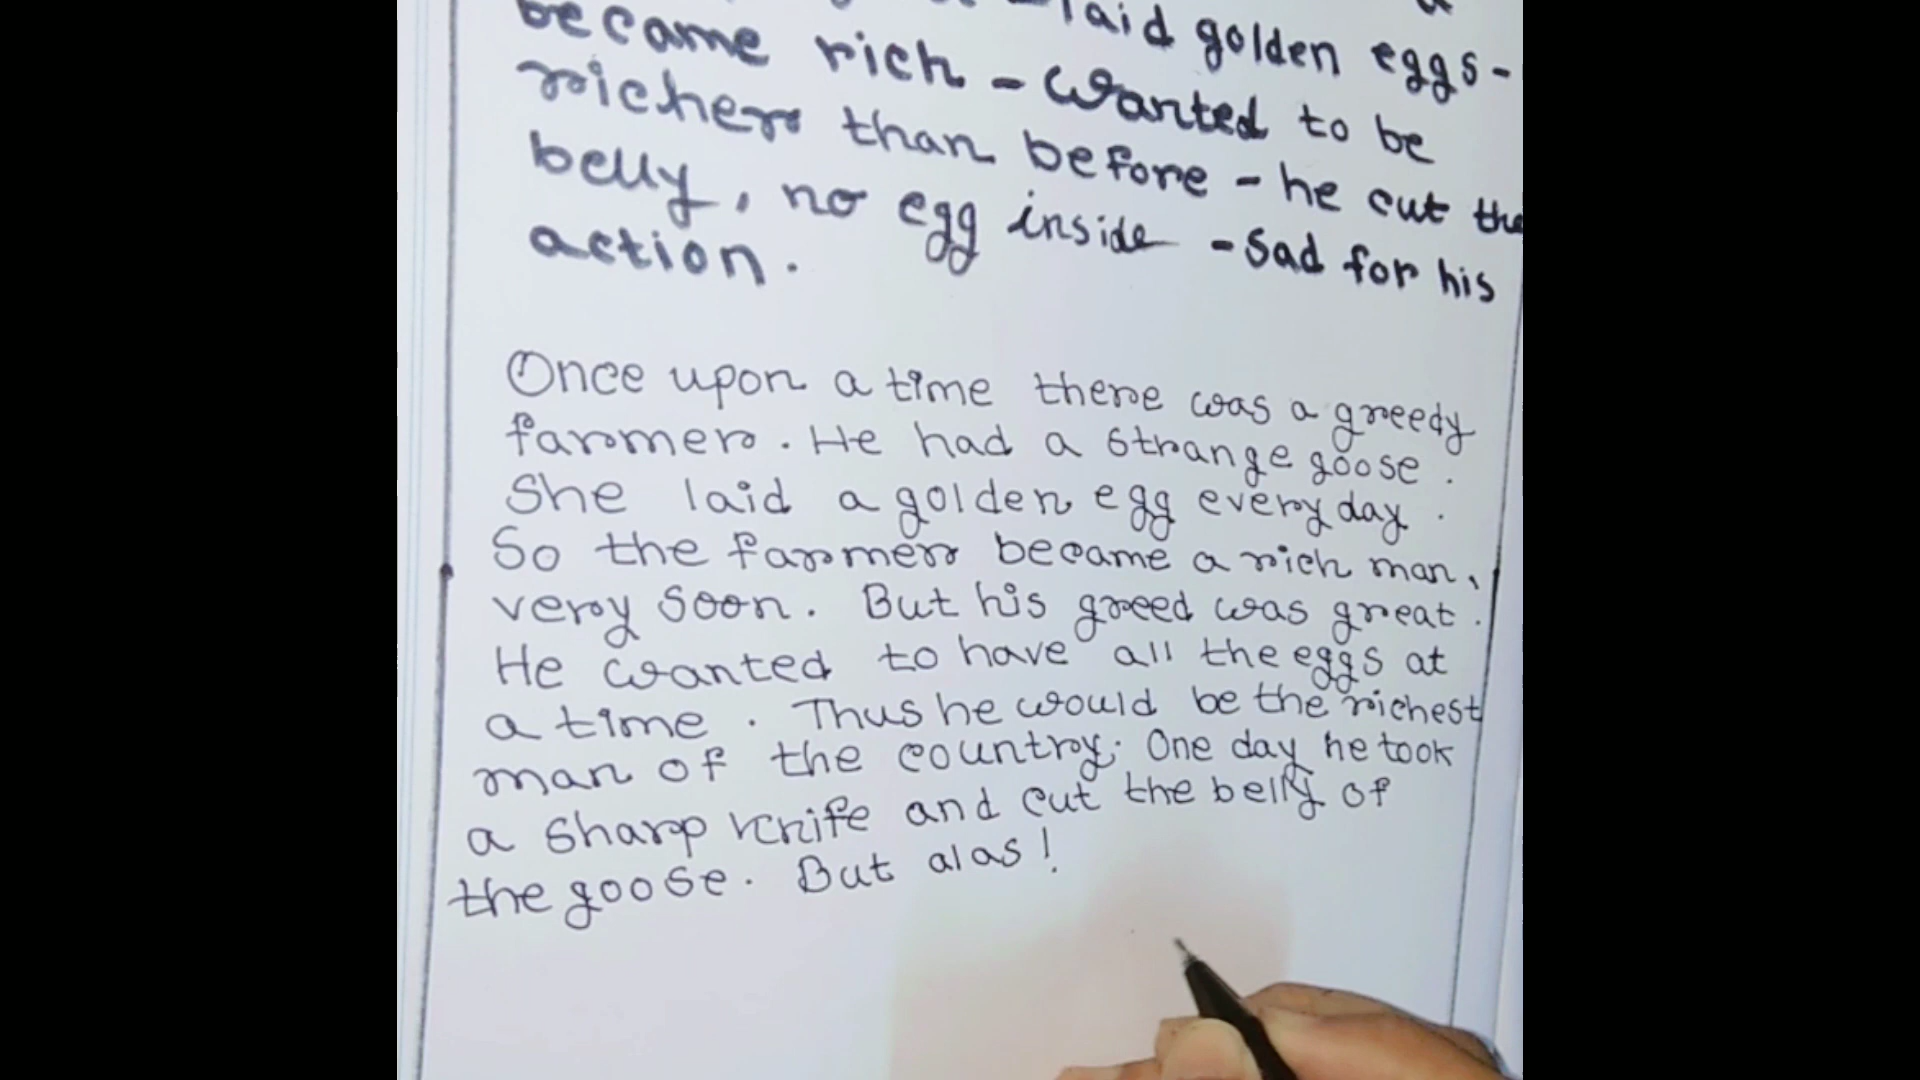 laid golden eggs-
became rich - wanted to be
richer than before - he cut the
belly, no egg inside - sad for his
action.
Once upon a time there was a greedy
farmer. He had a strange goose.
She laid a golden egg everyday.
So the farmer became a rich man,
very soon. But his greed was great.
He wanted to have all the eggs at
a time. Thus he would be the richest
man of the country. One day he took
a sharp knife and cut the belly of
the goose. But alas!